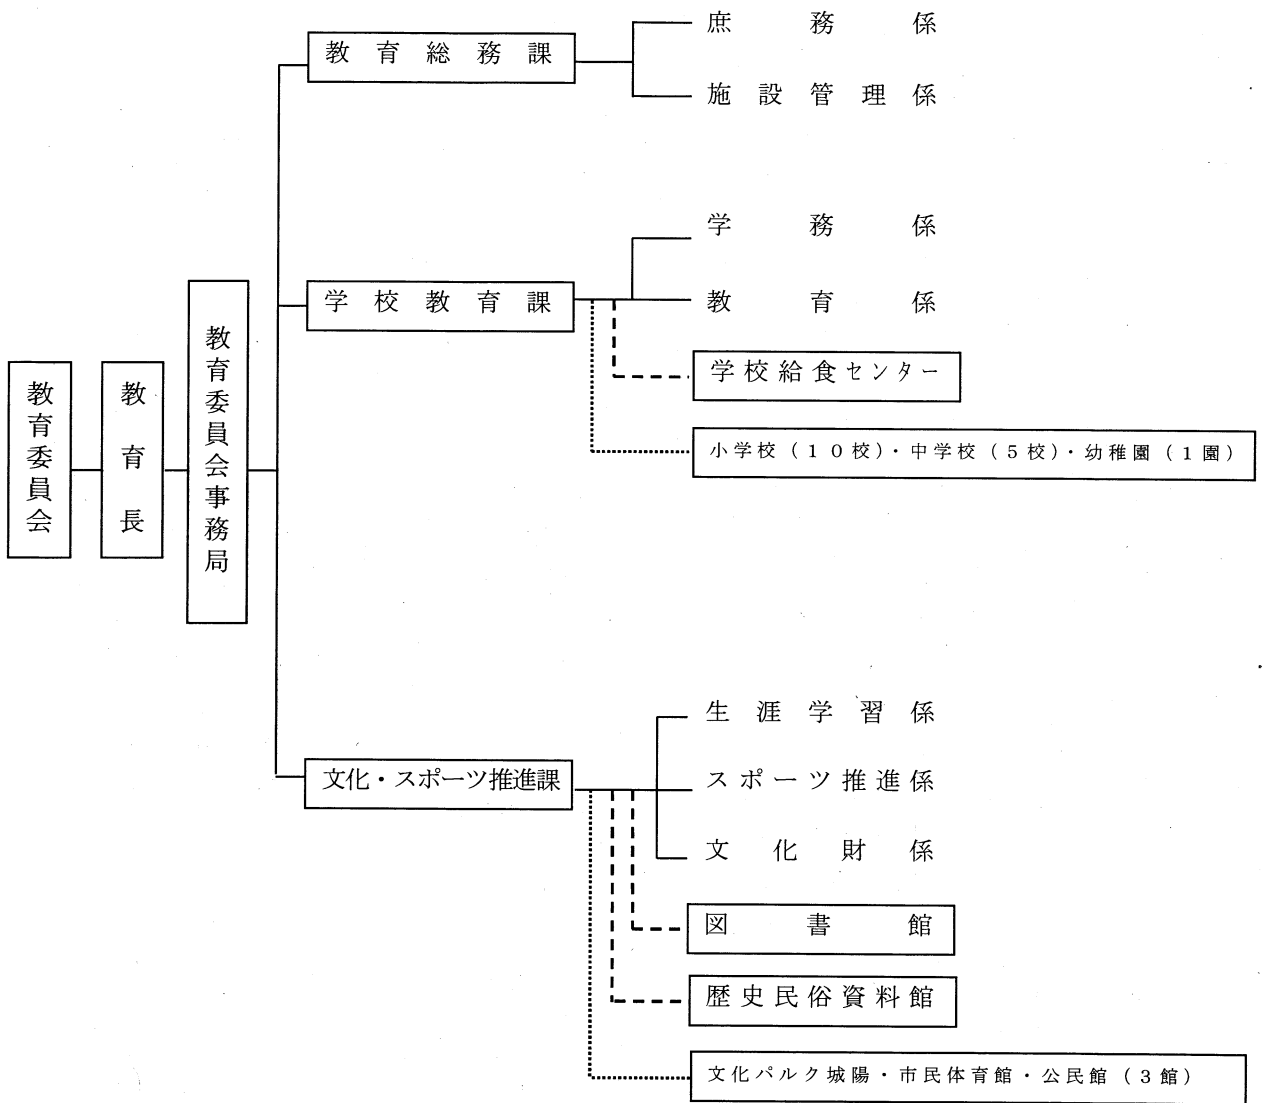 教育委員会
教育長
教育委員会事務局
教育総務課
庶務係
施設管理係
学校教育課
学務係
教育係
学校給食センター
小学校（１０校）・中学校（５校）・幼稚園（１園）
文化・スポーツ推進課
生涯学習係
スポーツ推進係
文化財係
図書館
歴史民俗資料館
文化パルク城陽・市民体育館・公民館（３館）